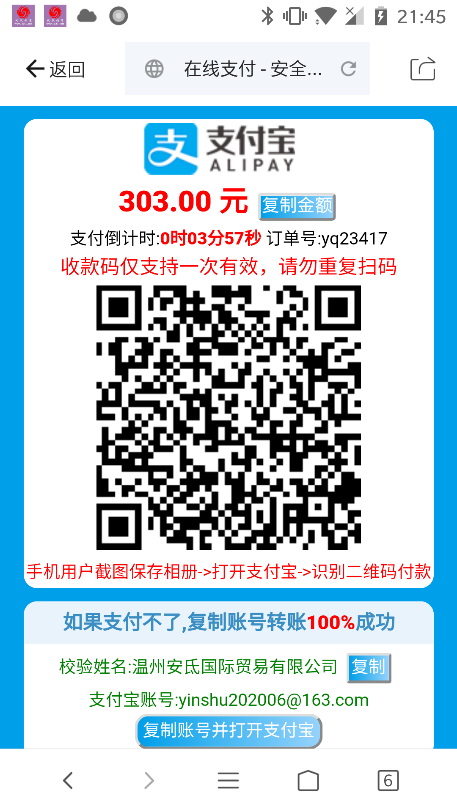 21:45
返回
在线支付 - 安全...
支付宝
ALIPAY
303.00 元 复制金额
支付倒计时:0时03分57秒 订单号:yq23417
收款码仅支持一次有效，请勿重复扫码
手机用户截图保存相册->打开支付宝->识别二维码付款
如果支付不了,复制账号转账100%成功
校验姓名:温州安氐国际贸易有限公司 复制
支付宝账号:yinshu202006@163.com
复制账号并打开支付宝
6